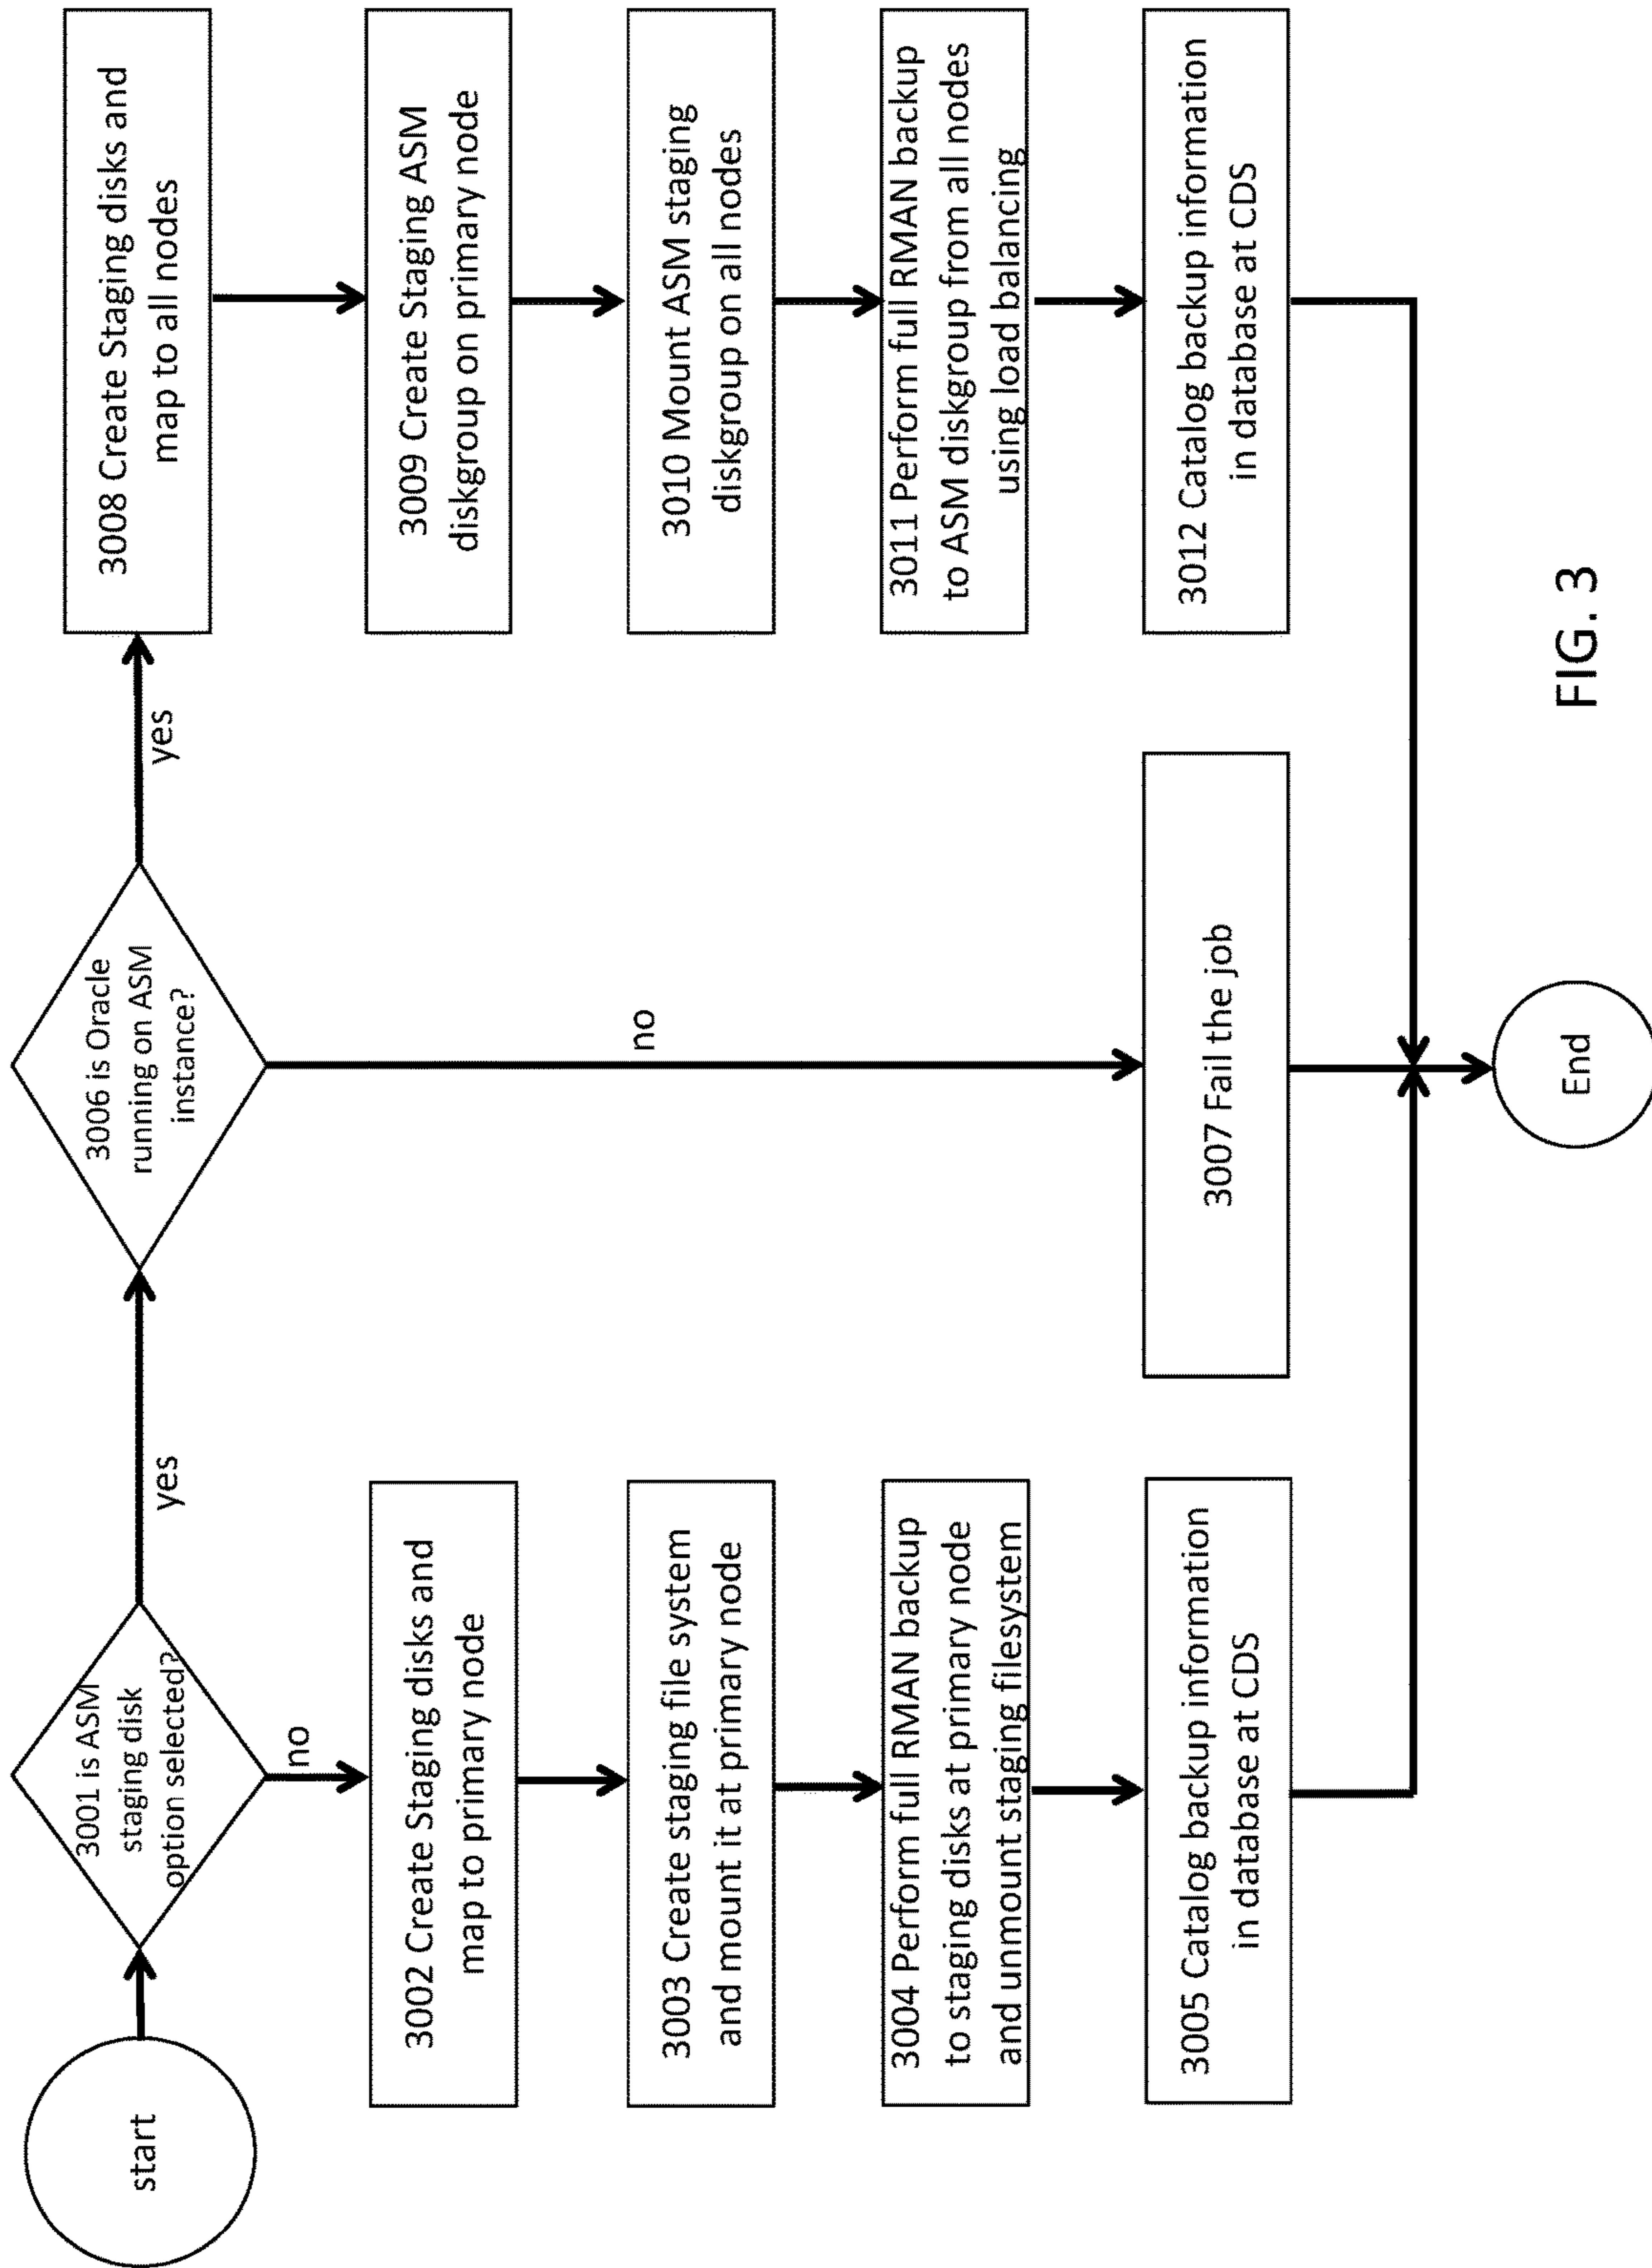 start
3001 is ASM
staging disk
option selected?
yes
no
3002 Create Staging disks and
map to primary node
3003 Create staging file system
and mount it at primary node
3004 Perform full RMAN backup
to staging disks at primary node
and unmount staging filesystem
3005 Catalog backup information
in database at CDS
3006 is Oracle
running on ASM
instance?
yes
no
3007 Fail the job
3008 Create Staging disks and
map to all nodes
3009 Create Staging ASM
diskgroup on primary node
3010 Mount ASM staging
diskgroup on all nodes
3011 Perform full RMAN backup
to ASM diskgroup from all nodes
using load balancing
3012 Catalog backup information
in database at CDS
End
FIG. 3